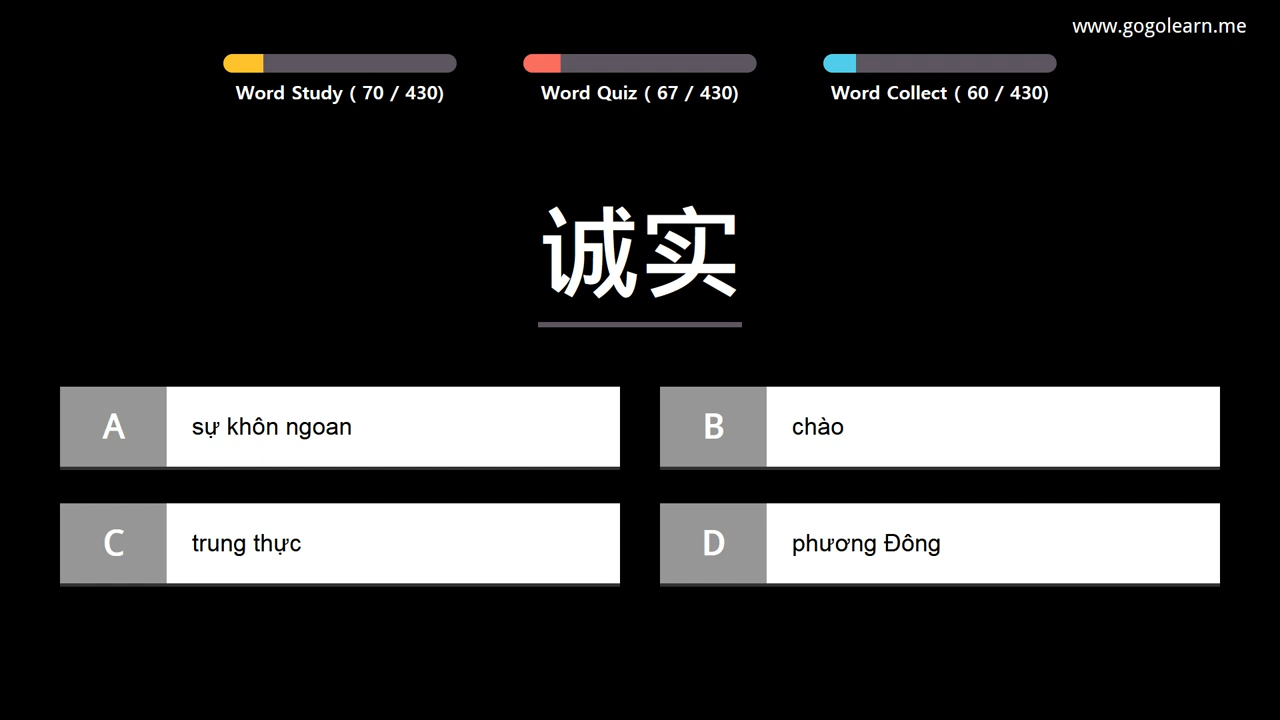 www.gogolearn.me
Word Study ( 70 / 430)
Word Quiz ( 67 / 430)
Word Collect ( 60 / 430)
诚实
A sự khôn ngoan
B chào
C trung thực
D phương Đông